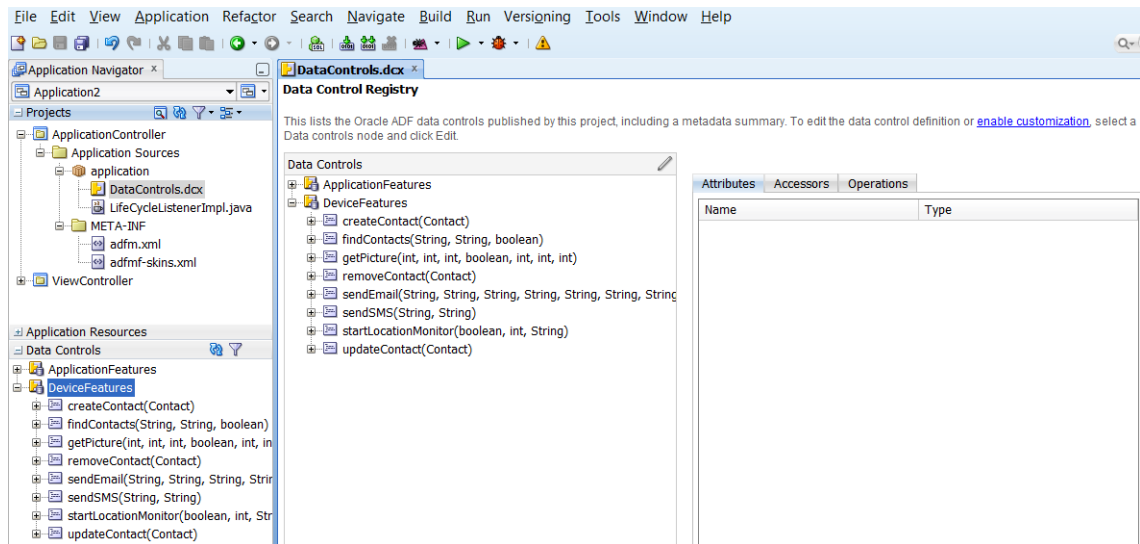 File Edit View Application Refactor Search Navigate Build Run Versioning Tools Window Help
Application Navigator
Application2
Projects
ApplicationController
Application Sources
application
DataControls.dcx
LifeCycleListenerImpl.java
META-INF
adfm.xml
adfmf-skins.xml
ViewController
Application Resources
Data Controls
ApplicationFeatures
DeviceFeatures
createContact(Contact)
findContacts(String, String, boolean)
getPicture(int, int, int, boolean, int, in
removeContact(Contact)
sendEmail(String, String, String, Strin
sendSMS(String, String)
startLocationMonitor(boolean, int, Str
updateContact(Contact)
DataControls.dcx
Data Control Registry
This lists the Oracle ADF data controls published by this project, including a metadata summary. To edit the data control definition or enable customization, select a
Data controls node and click Edit.
Data Controls
ApplicationFeatures
DeviceFeatures
createContact(Contact)
findContacts(String, String, boolean)
getPicture(int, int, int, boolean, int, int, int)
removeContact(Contact)
sendEmail(String, String, String, String, String, String, String
sendSMS(String, String)
startLocationMonitor(boolean, int, String)
updateContact(Contact)
Attributes Accessors Operations
Name Type